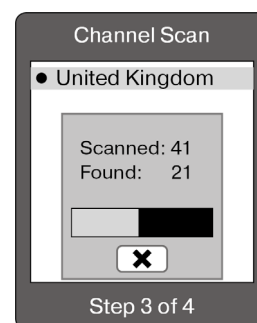 Channel Scan
● United Kingdom
Scanned: 41
Found: 21
✖
Step 3 of 4